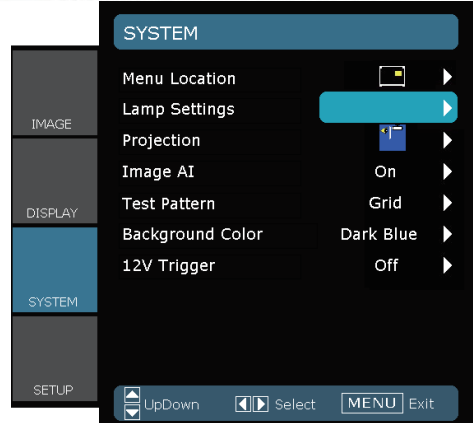 SYSTEM
Menu Location
Lamp Settings
IMAGE
Projection
Image AI On
Test Pattern Grid
DISPLAY
Background Color Dark Blue
12V Trigger Off
SYSTEM
SETUP
UpDown Select MENU Exit